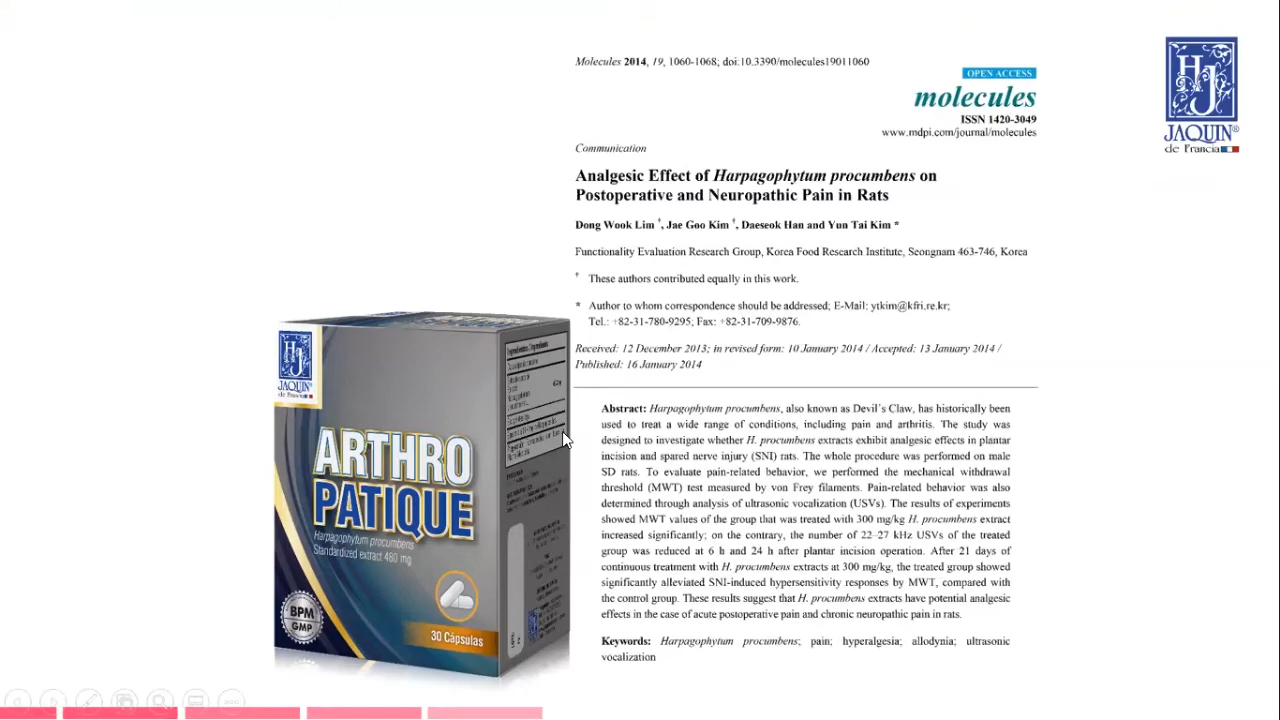 Molecules 2014, 19, 1060-1068; doi:10.3390/molecules19011060
OPEN ACCESS
molecules
ISSN 1420-3049
www.mdpi.com/journal/molecules
HJ
JAQUIN®
de Francia
Communication
Analgesic Effect of Harpagophytum procumbens on
Postoperative and Neuropathic Pain in Rats
Dong Wook Lim †, Jae Goo Kim †, Daeseok Han and Yun Tai Kim *
Functionality Evaluation Research Group, Korea Food Research Institute, Seongnam 463-746, Korea
† These authors contributed equally in this work.
* Author to whom correspondence should be addressed; E-Mail: ytkim@kfri.re.kr;
Tel.: +82-31-780-9295; Fax: +82-31-709-9876.
Received: 12 December 2013; in revised form: 10 January 2014 / Accepted: 13 January 2014 /
Published: 16 January 2014
Abstract: Harpagophytum procumbens, also known as Devil's Claw, has historically been
used to treat a wide range of conditions, including pain and arthritis. The study was
designed to investigate whether H. procumbens extracts exhibit analgesic effects in plantar
incision and spared nerve injury (SNI) rats. The whole procedure was performed on male
SD rats. To evaluate pain-related behavior, we performed the mechanical withdrawal
threshold (MWT) test measured by von Frey filaments. Pain-related behavior was also
determined through analysis of ultrasonic vocalization (USVs). The results of experiments
showed MWT values of the group that was treated with 300 mg/kg H. procumbens extract
increased significantly; on the contrary, the number of 22–27 kHz USVs of the treated
group was reduced at 6 h and 24 h after plantar incision operation. After 21 days of
continuous treatment with H. procumbens extracts at 300 mg/kg, the treated group showed
significantly alleviated SNI-induced hypersensitivity responses by MWT, compared with
the control group. These results suggest that H. procumbens extracts have potential analgesic
effects in the case of acute postoperative pain and chronic neuropathic pain in rats.
Keywords: Harpagophytum procumbens; pain; hyperalgesia; allodynia; ultrasonic
vocalization
HJ
JAQUIN
de Francia
ARTHRO
PATIQUE
Harpagophytum procumbens
Standardized extract 480 mg
BPM
GMP
30 Cápsulas